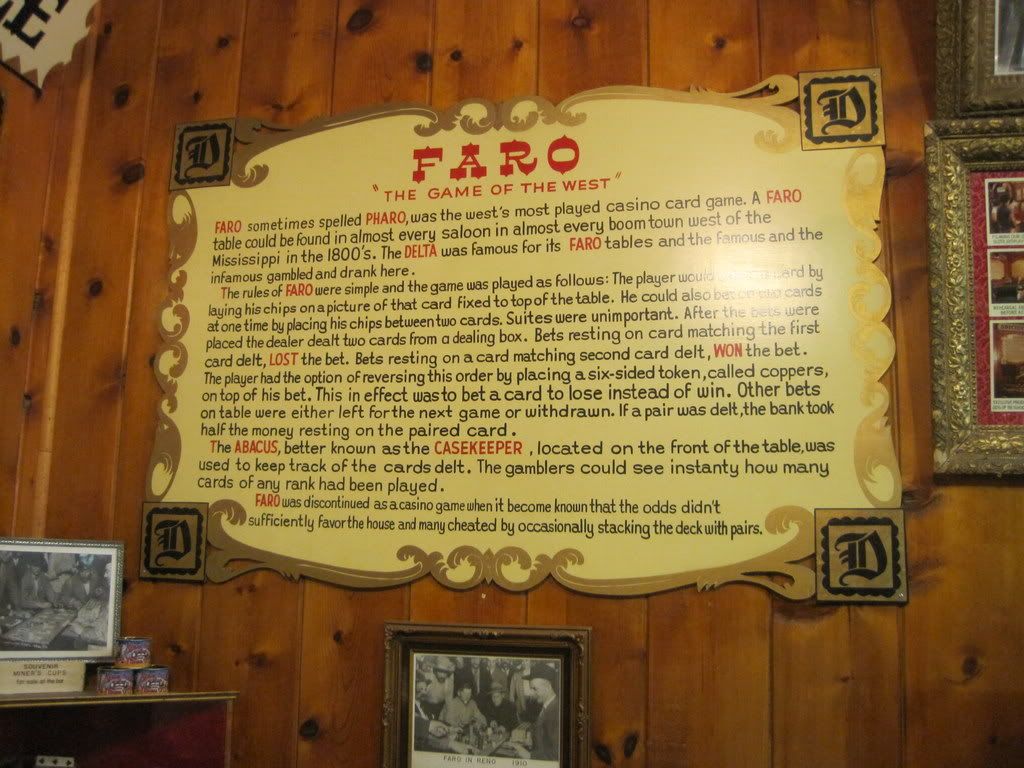 D
D
FARO
"THE GAME OF THE WEST"
FARO sometimes spelled PHARO, was the west's most played casino card game. A FARO
table could be found in almost every saloon in almost every boom town west of the
Mississippi in the 1800's. The DELTA was famous for its FARO tables and the famous and the
infamous gambled and drank here.
The rules of FARO were simple and the game was played as follows: The player would card by
laying his chips on a picture of that card fixed to top of the table. He could also bet on two cards
at one time by placing his chips between two cards. Suites were unimportant. After the bets were
placed the dealer dealt two cards from a dealing box. Bets resting on card matching the first
card delt, LOST the bet. Bets resting on a card matching second card delt, WON the bet.
The player had the option of reversing this order by placing a six-sided token, called coppers,
on top of his bet. This in effect was to bet a card to lose instead of win. Other bets
on table were either left for the next game or withdrawn. If a pair was delt, the bank took
half the money resting on the paired card.
The ABACUS, better known as the CASEKEEPER, located on the front of the table, was
used to keep track of the cards delt. The gamblers could see instanty how many
cards of any rank had been played.
FARO was discontinued as a casino game when it become known that the odds didn't
sufficiently favor the house and many cheated by occasionally stacking the deck with pairs.
D
D
SOUVENIR
MINER'S CUPS
for sale at the bar
FARO IN RENO 1910